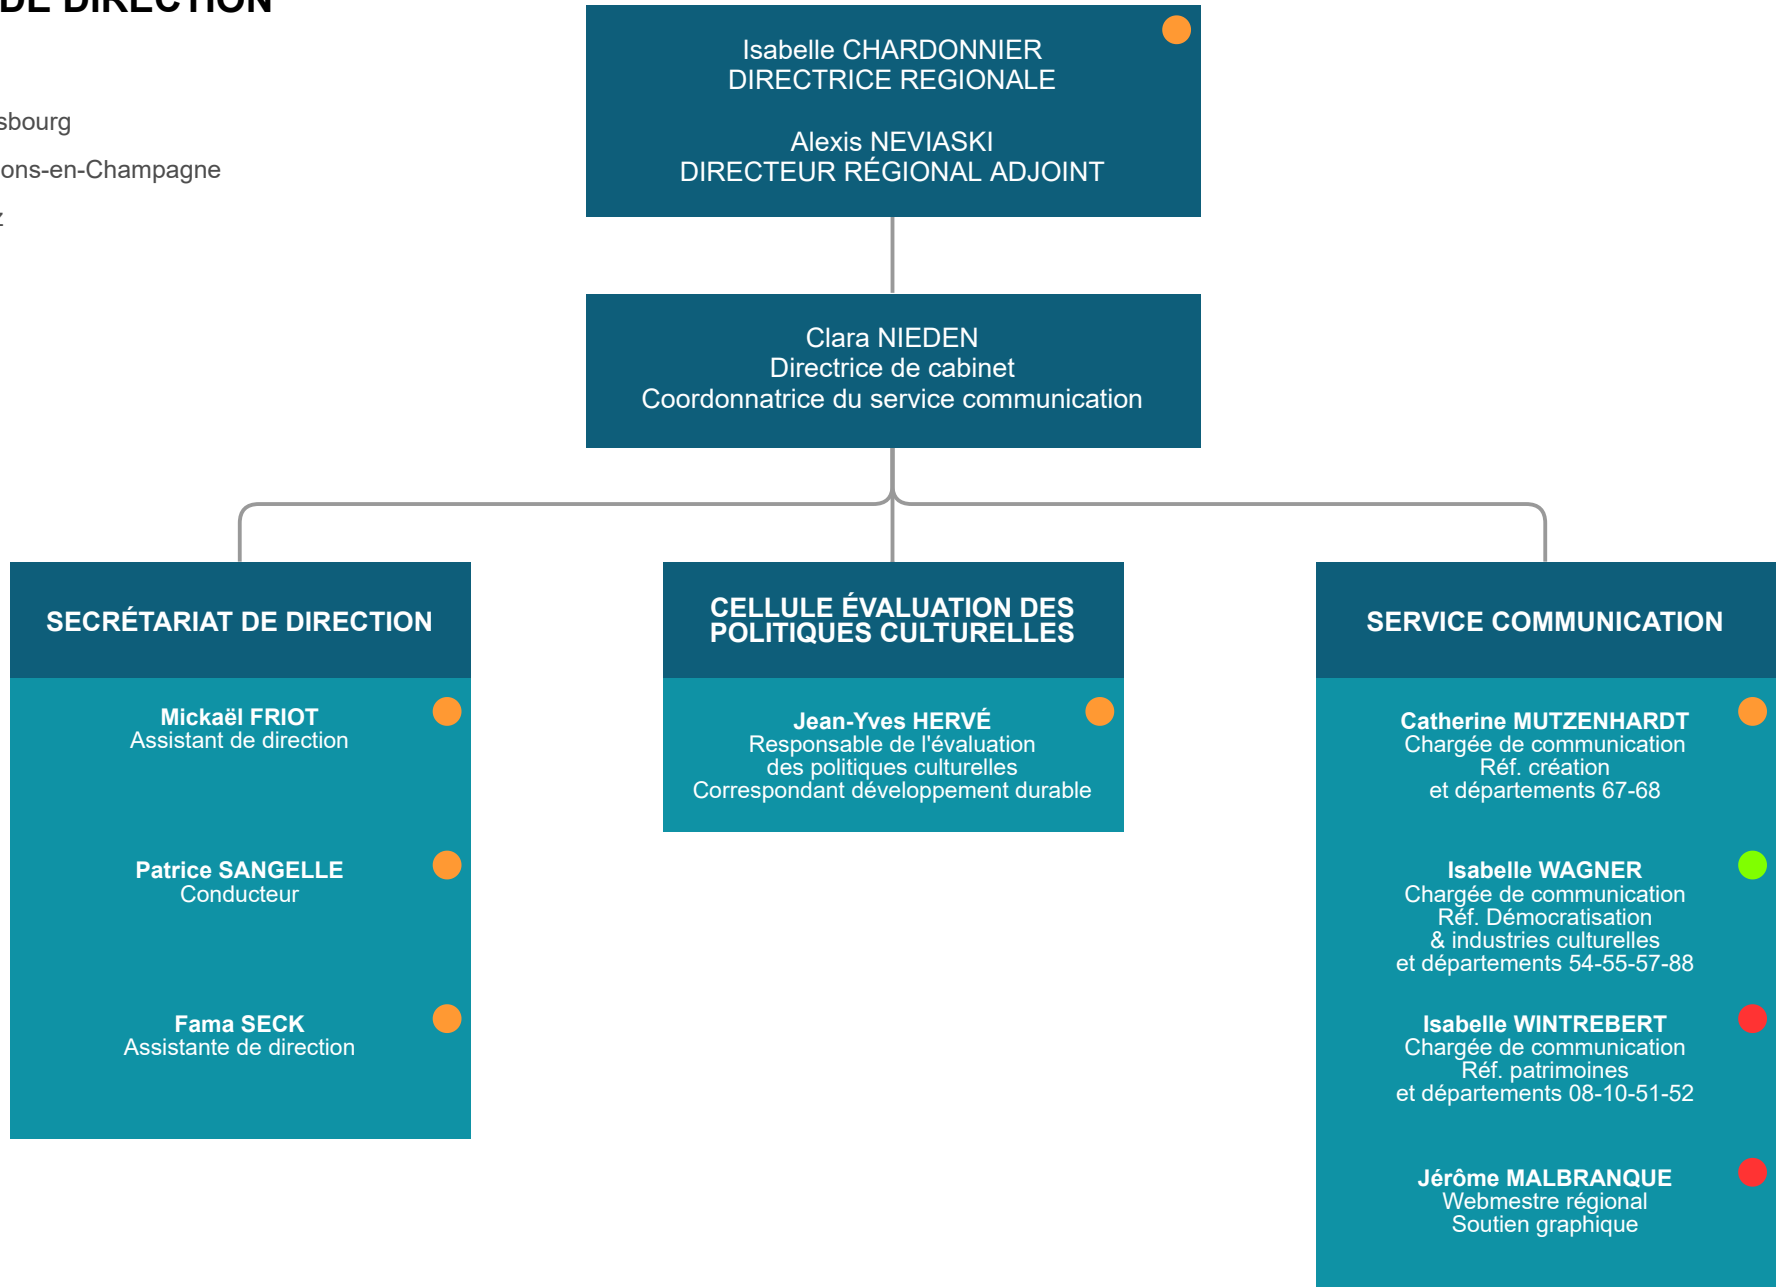 DE DIRECTION
sbourg
ons-en-Champagne
z
Isabelle CHARDONNIER
DIRECTRICE REGIONALE
Alexis NEVIASKI
DIRECTEUR RÉGIONAL ADJOINT
Clara NIEDEN
Directrice de cabinet
Coordonnatrice du service communication
SECRÉTARIAT DE DIRECTION
Mickaël FRIOT
Assistant de direction
Patrice SANGELLE
Conducteur
Fama SECK
Assistante de direction
CELLULE ÉVALUATION DES
POLITIQUES CULTURELLES
Jean-Yves HERVÉ
Responsable de l'évaluation
des politiques culturelles
Correspondant développement durable
SERVICE COMMUNICATION
Catherine MUTZENHARDT
Chargée de communication
Réf. création
et départements 67-68
Isabelle WAGNER
Chargée de communication
Réf. Démocratisation
& industries culturelles
et départements 54-55-57-88
Isabelle WINTREBERT
Chargée de communication
Réf. patrimoines
et départements 08-10-51-52
Jérôme MALBRANQUE
Webmestre régional
Soutien graphique